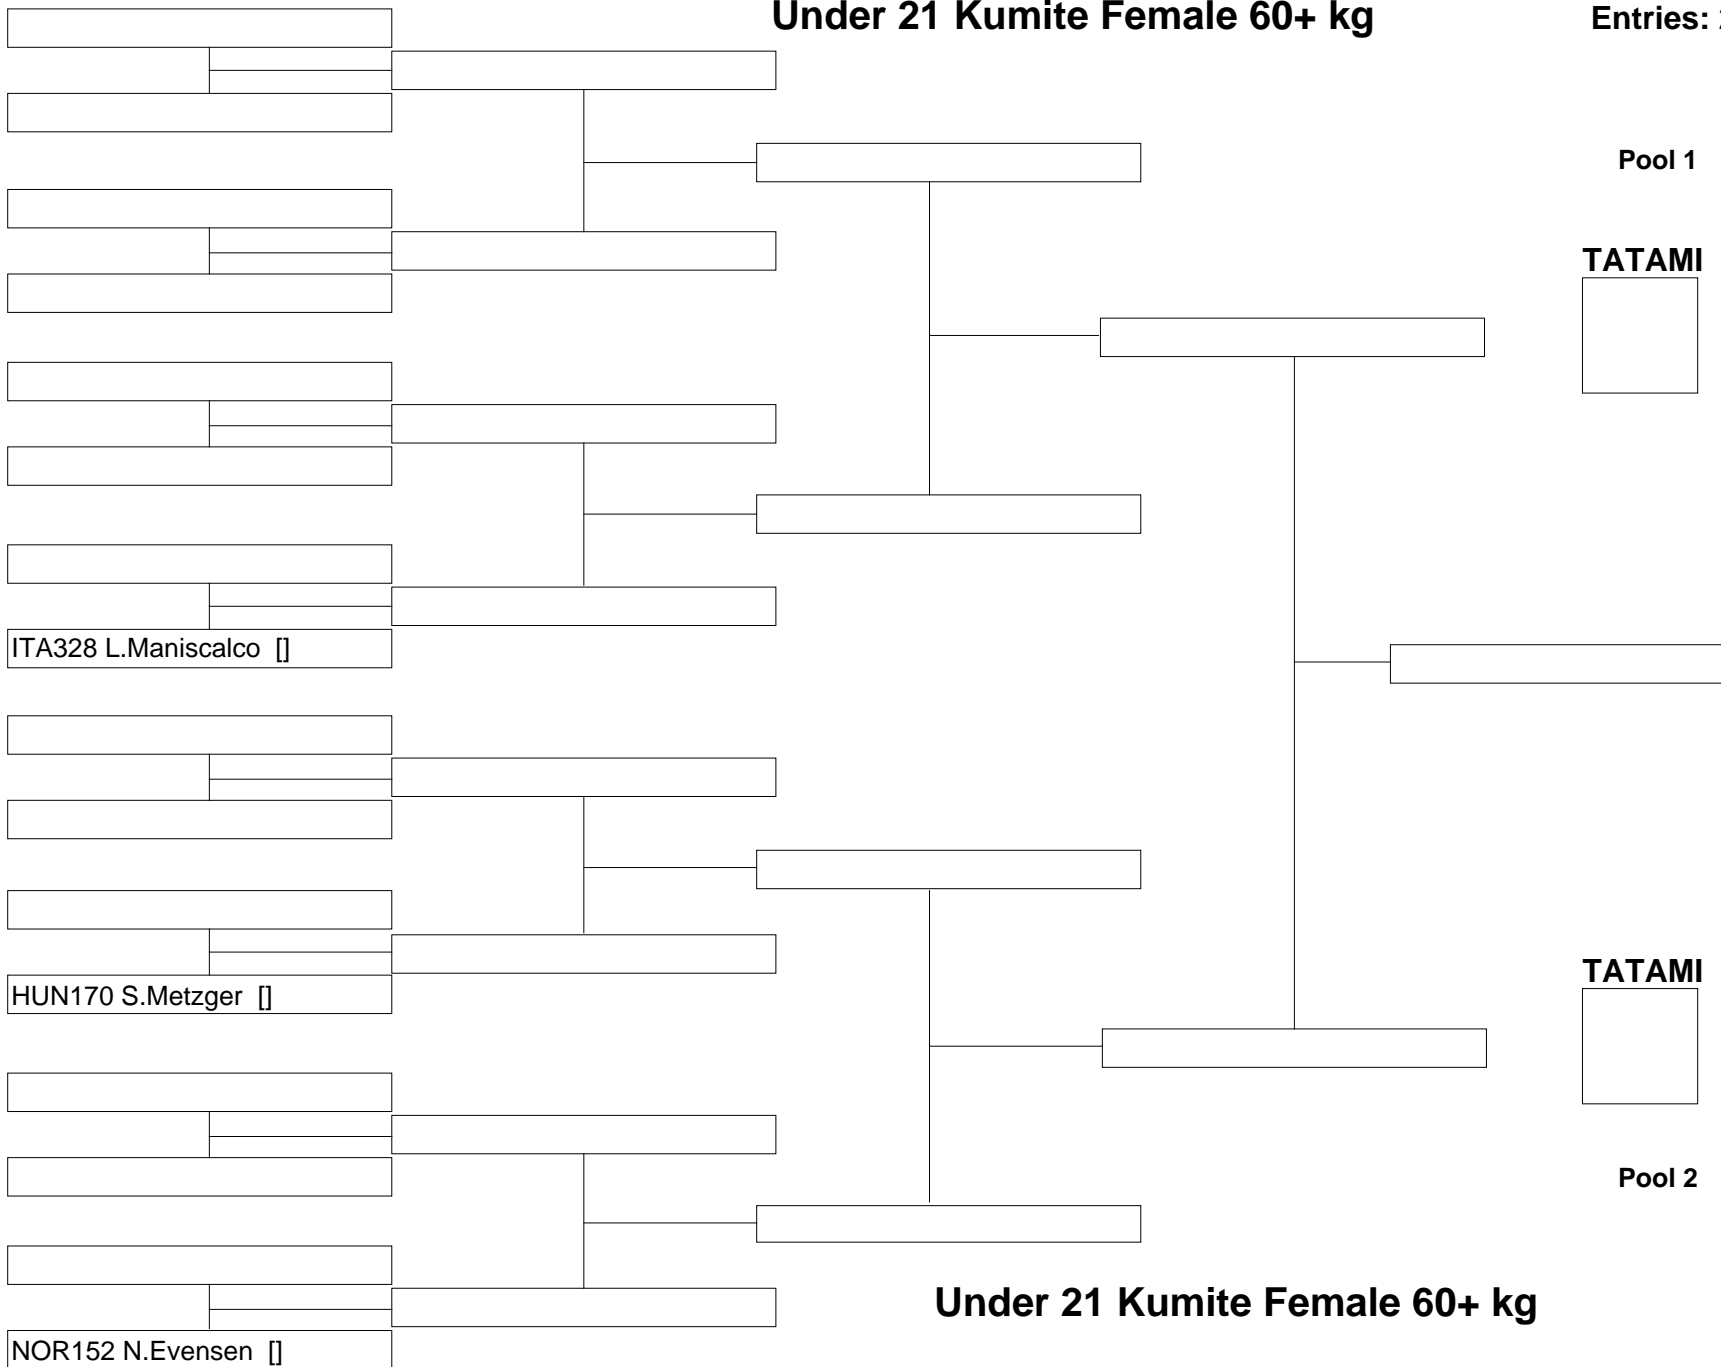 Under 21 Kumite Female 60+ kg
Entries:
Pool 1
TATAMI
ITA328 L.Maniscalco []
HUN170 S.Metzger []
TATAMI
Pool 2
Under 21 Kumite Female 60+ kg
NOR152 N.Evensen []